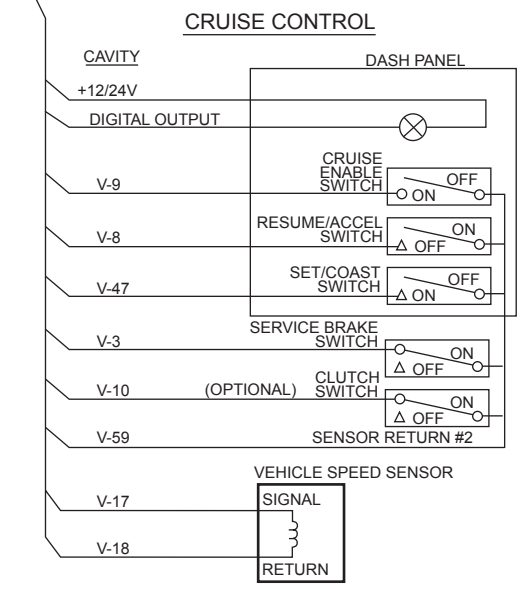 CRUISE CONTROL
CAVITY
DASH PANEL
+12/24V
DIGITAL OUTPUT
CRUISE
ENABLE
SWITCH
V-9
OFF
ON
RESUME/ACCEL
SWITCH
V-8
ON
OFF
SET/COAST
SWITCH
V-47
OFF
ON
SERVICE BRAKE
SWITCH
V-3
ON
OFF
V-10
(OPTIONAL)
CLUTCH
SWITCH
ON
OFF
V-59
SENSOR RETURN #2
VEHICLE SPEED SENSOR
V-17
SIGNAL
V-18
RETURN